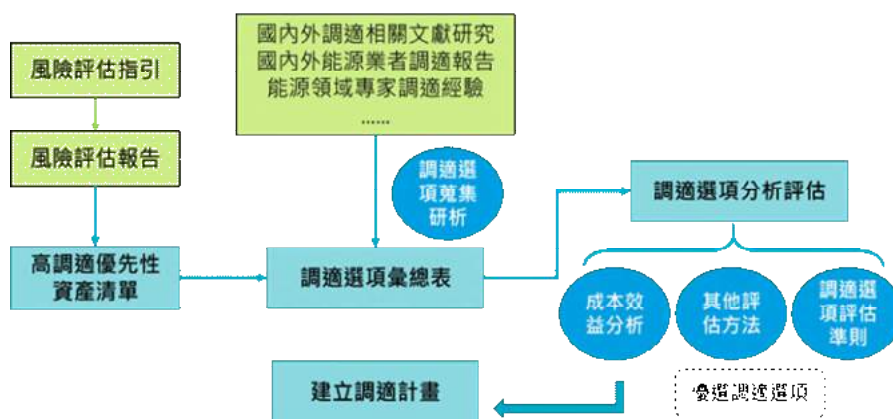 風險評估指引
國內外調適相關文獻研究
國內外能源業者調適報告
能源領域專家調適經驗
......
風險評估報告
調適選
項蒐集
研析
調適選項分析評估
高調適優先性
資產清單
調適選項彙總表
成本效
益分析
其他評
估方法
調適選
項評估
準則
建立調適計畫
優選調適選項